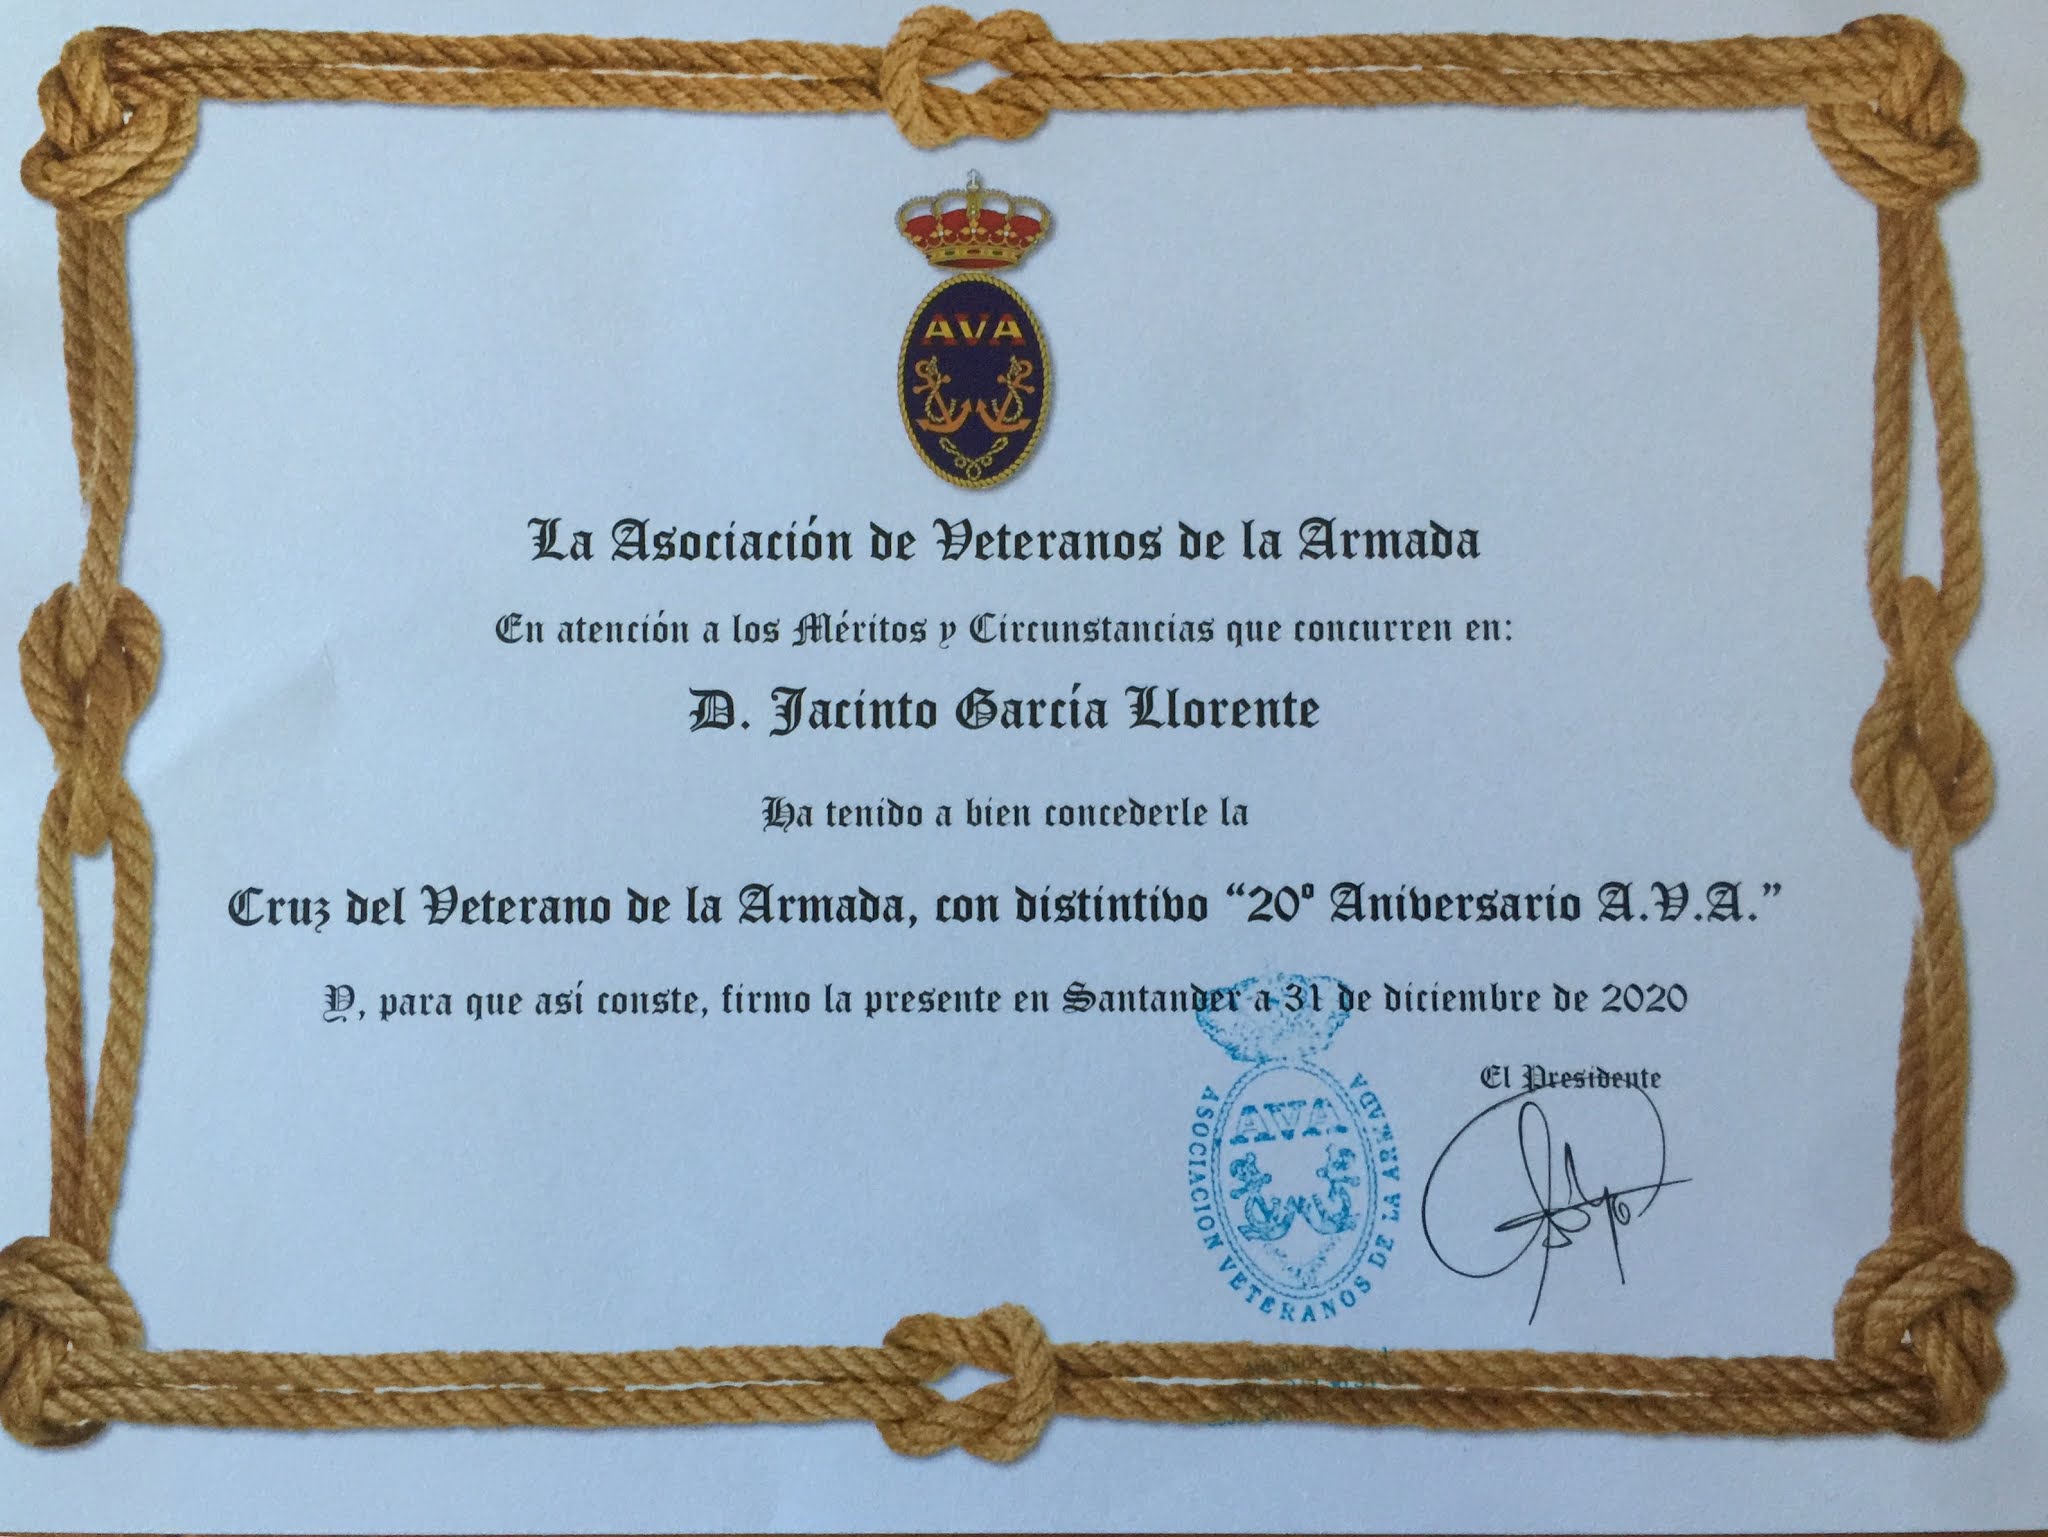 AVA
La Asociación de Veteranos de la Armada
En atención a los Méritos y Circunstancias que concurren en:
D. Jacinto García Llorente
Ha tenido a bien concederle la
Cruz del Veterano de la Armada, con distintivo “20º Aniversario A.V.A.”
Y, para que así conste, firmo la presente en Santander a 31 de diciembre de 2020
El Presidente
AVA
ASOCIACION VETERANOS DE LA ARMADA